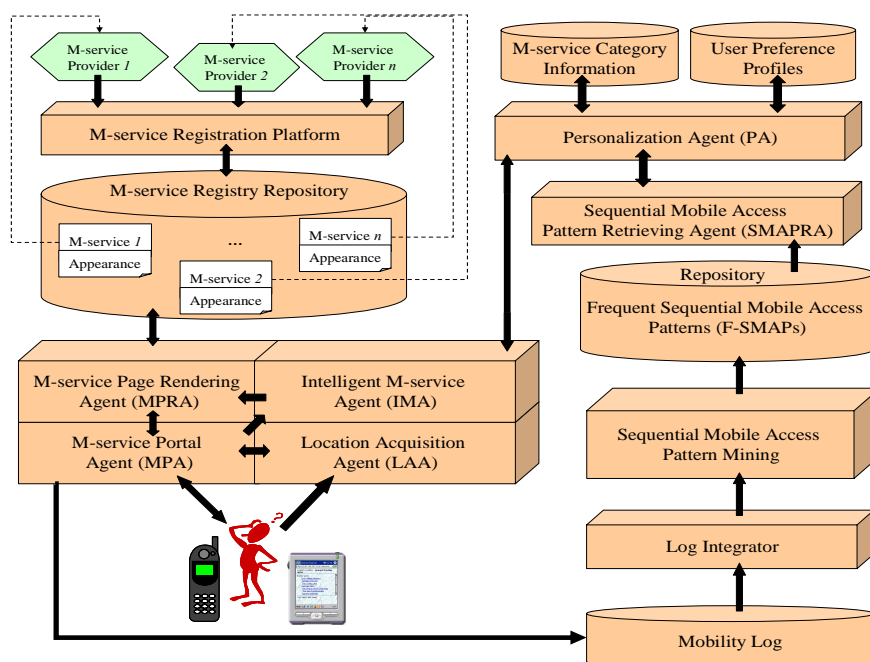 M-service
Provider 1
M-service
Provider 2
M-service
Provider n
M-service Registration Platform
M-service Registry Repository
M-service 1
Appearance
...
M-service 2
Appearance
M-service n
Appearance
M-service Page Rendering
Agent (MPRA)
Intelligent M-service
Agent (IMA)
M-service Portal
Agent (MPA)
Location Acquisition
Agent (LAA)
?
M-service Category
Information
User Preference
Profiles
Personalization Agent (PA)
Sequential Mobile Access
Pattern Retrieving Agent (SMAPRA)
Repository
Frequent Sequential Mobile Access
Patterns (F-SMAPs)
Sequential Mobile Access
Pattern Mining
Log Integrator
Mobility Log